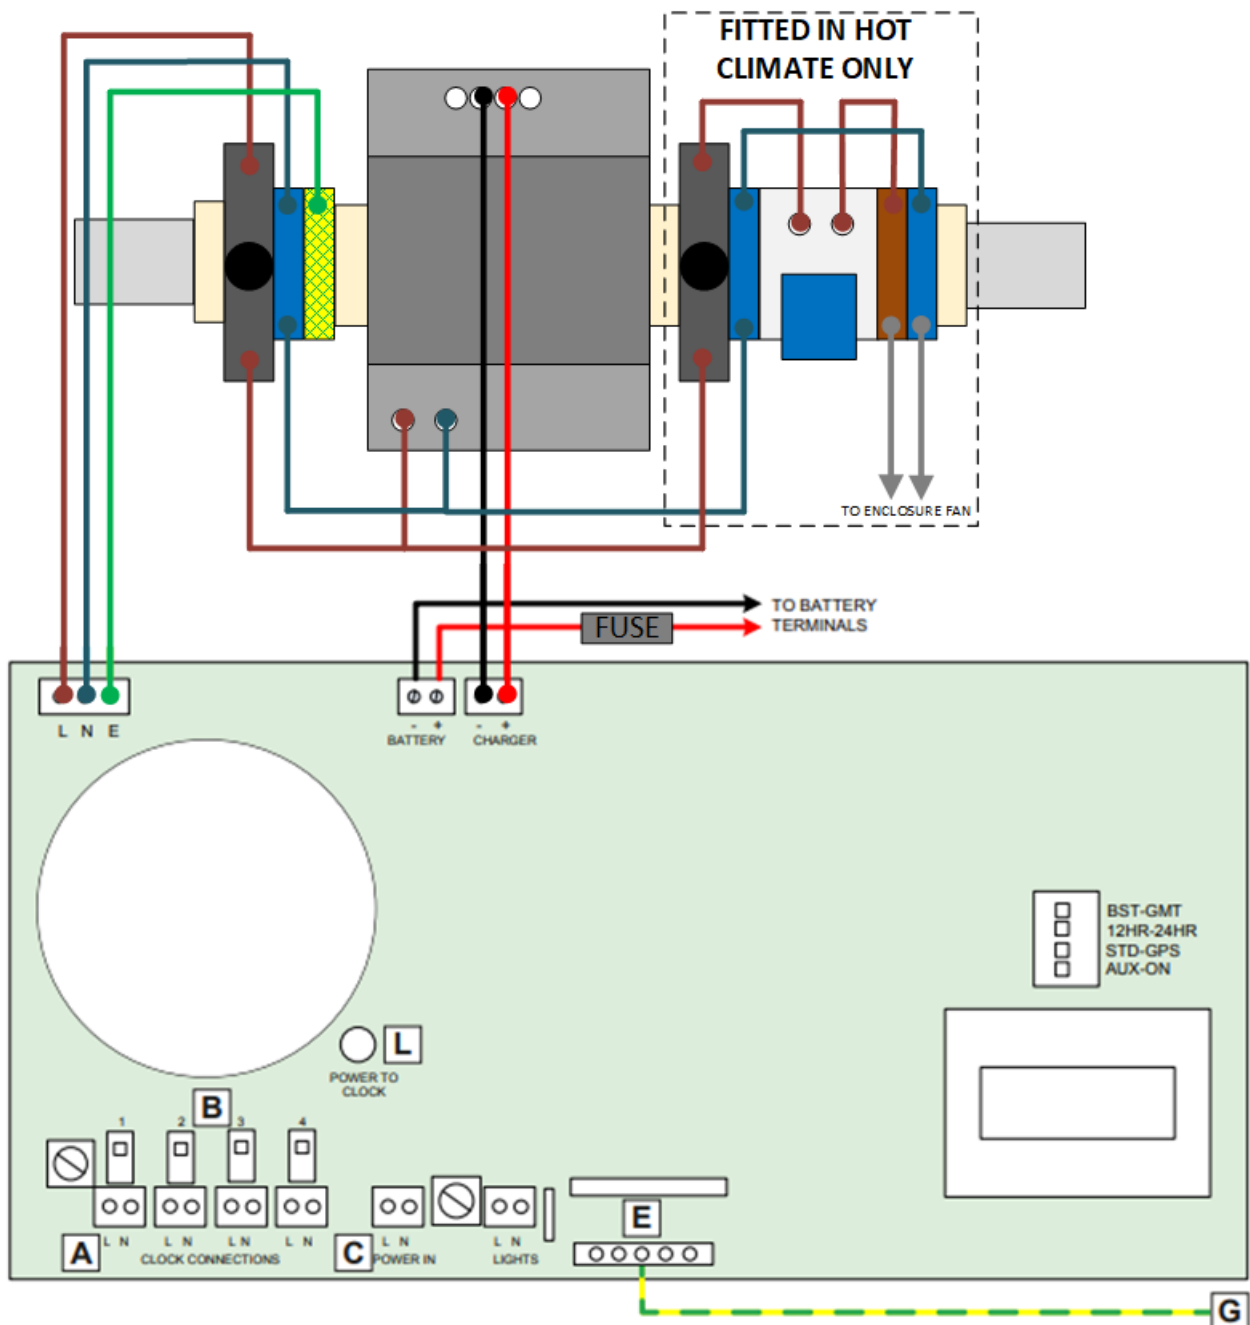 FITTED IN HOT
CLIMATE ONLY
TO ENCLOSURE FAN
TO BATTERY
TERMINALS
FUSE
L N E
- +
BATTERY
- +
CHARGER
BST-GMT
12HR-24HR
STD-GPS
AUX-ON
L
POWER TO
CLOCK
B
1 2 3 4
A
L N L N L N L N
CLOCK CONNECTIONS
C
L N
POWER IN
L N
LIGHTS
E
G